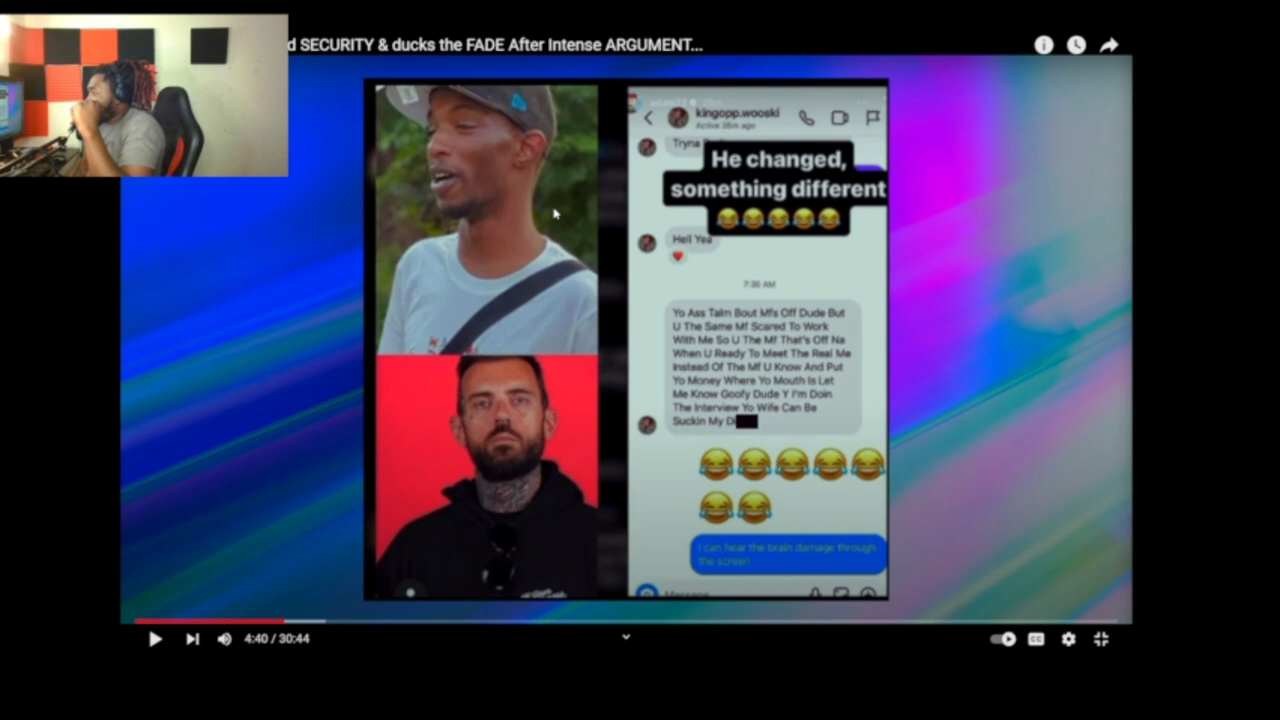 d SECURITY & ducks the FADE After Intense ARGUMENT...
kingopp.wooski
Active 36m ago
Tryna
He changed,
something different
😂😂😂😂😂
Hell Yea
❤️
7:36 AM
Yo Ass Talm Bout Mfs Off Dude But
U The Same Mf Scared To Work
With Me So U The Mf That's Off Na
When U Ready To Meet The Real Me
Instead Of The Mf U Know And Put
Yo Money Where Yo Mouth Is Let
Me Know Goofy Dude Y I'm Doin
The Interview Yo Wife Can Be
Suckin My D
😂😂😂😂😂
😂😂
I can hear the brain damage through
the screen
Message...
4:40 / 30:44
CC